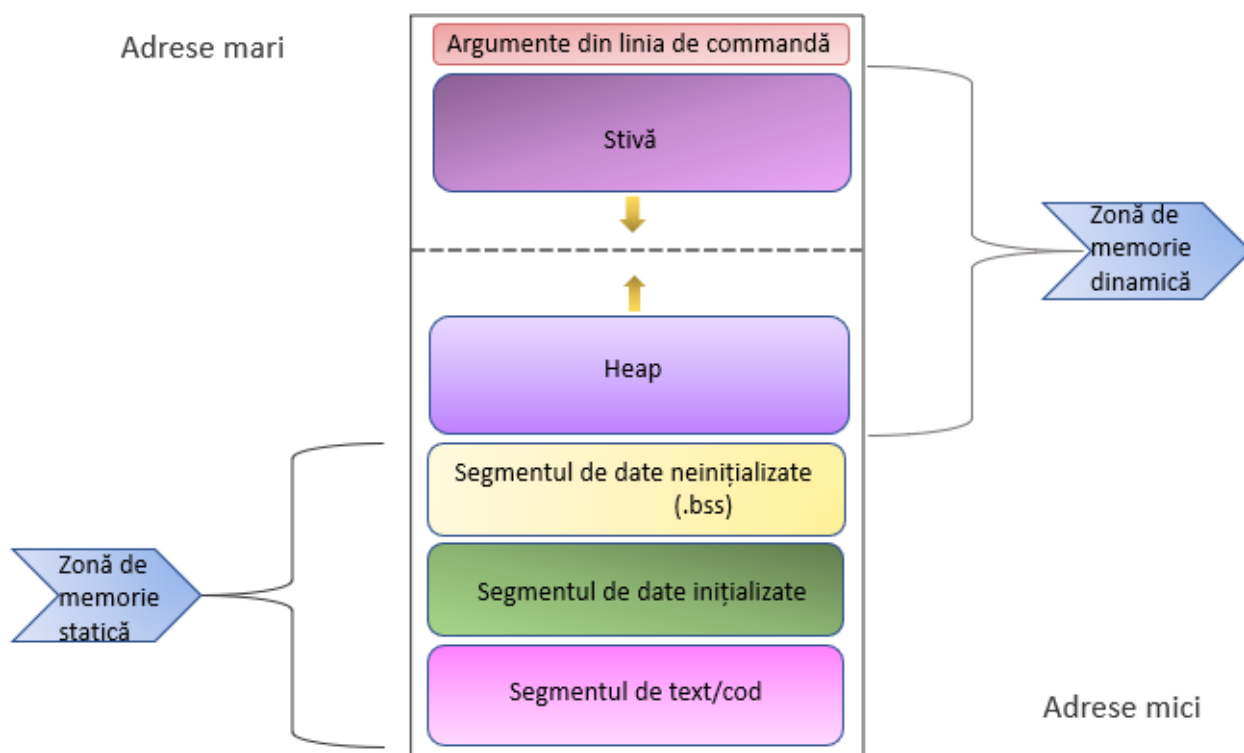 Adrese mari
Argumente din linia de commandă
Stivă
Zonă de
memorie
dinamică
Heap
Segmentul de date neinițializate
(.bss)
Zonă de
memorie
statică
Segmentul de date inițializate
Segmentul de text/cod
Adrese mici